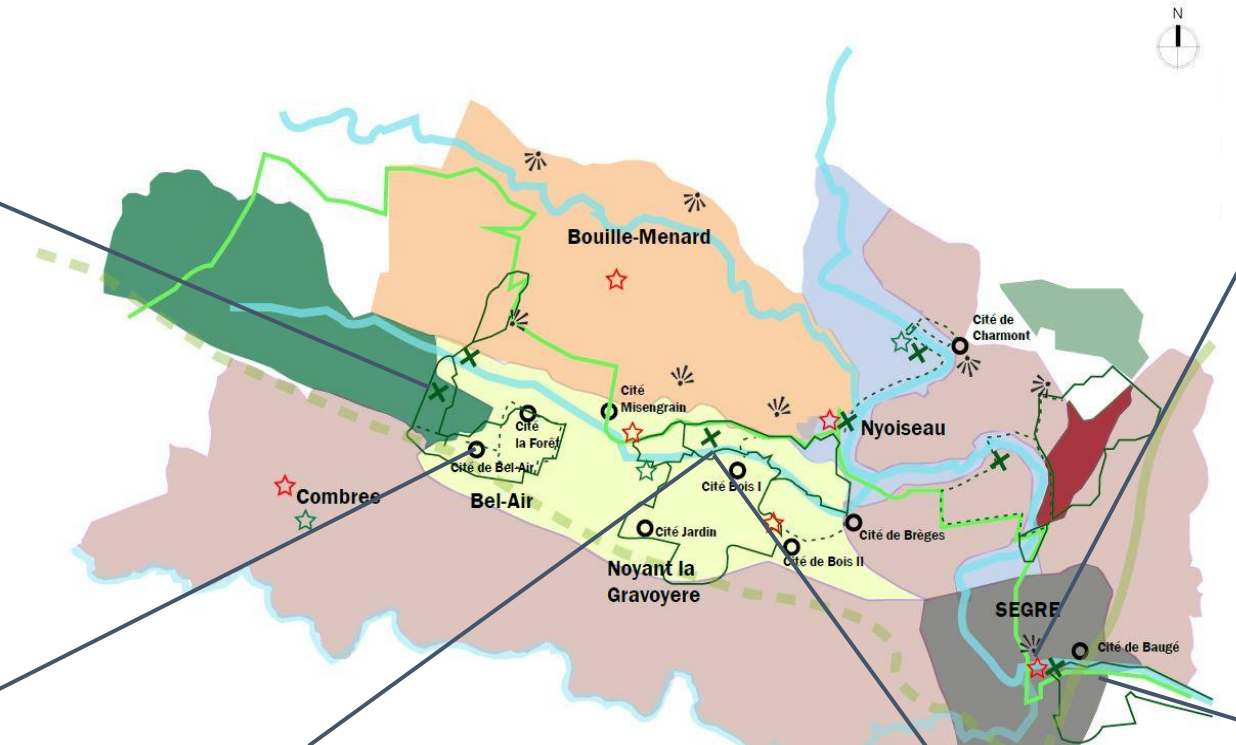 N
Bouille-Menard
Cité de
Charmont
Cité
Misengrain
Nyoiseau
Cité
la Forêt
Cité de Bel-Air
Combree
Bel-Air
Cité Bois I
Cité Jardin
Cité de Brèges
Cité de Bois II
Noyant la
Gravoyere
SEGRE
Cité de Baugé